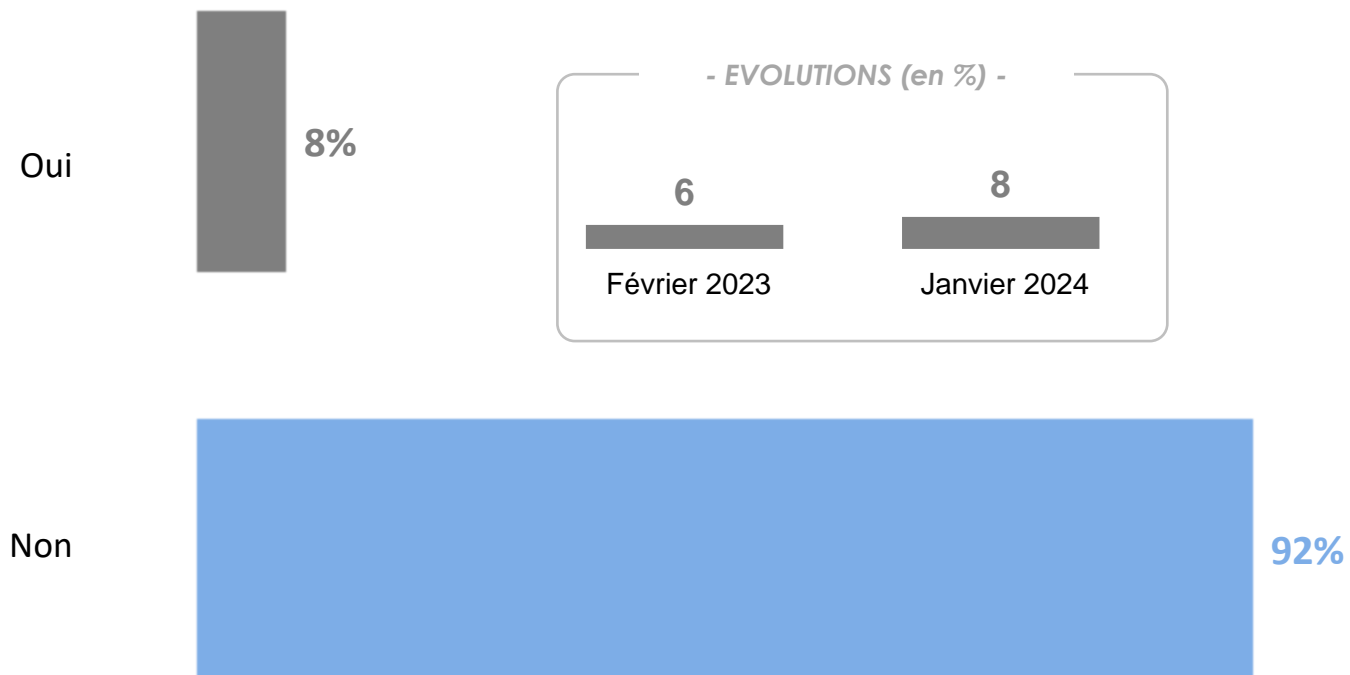 - EVOLUTIONS (en %) -
Oui
8%
6
8
Février 2023
Janvier 2024
Non
92%